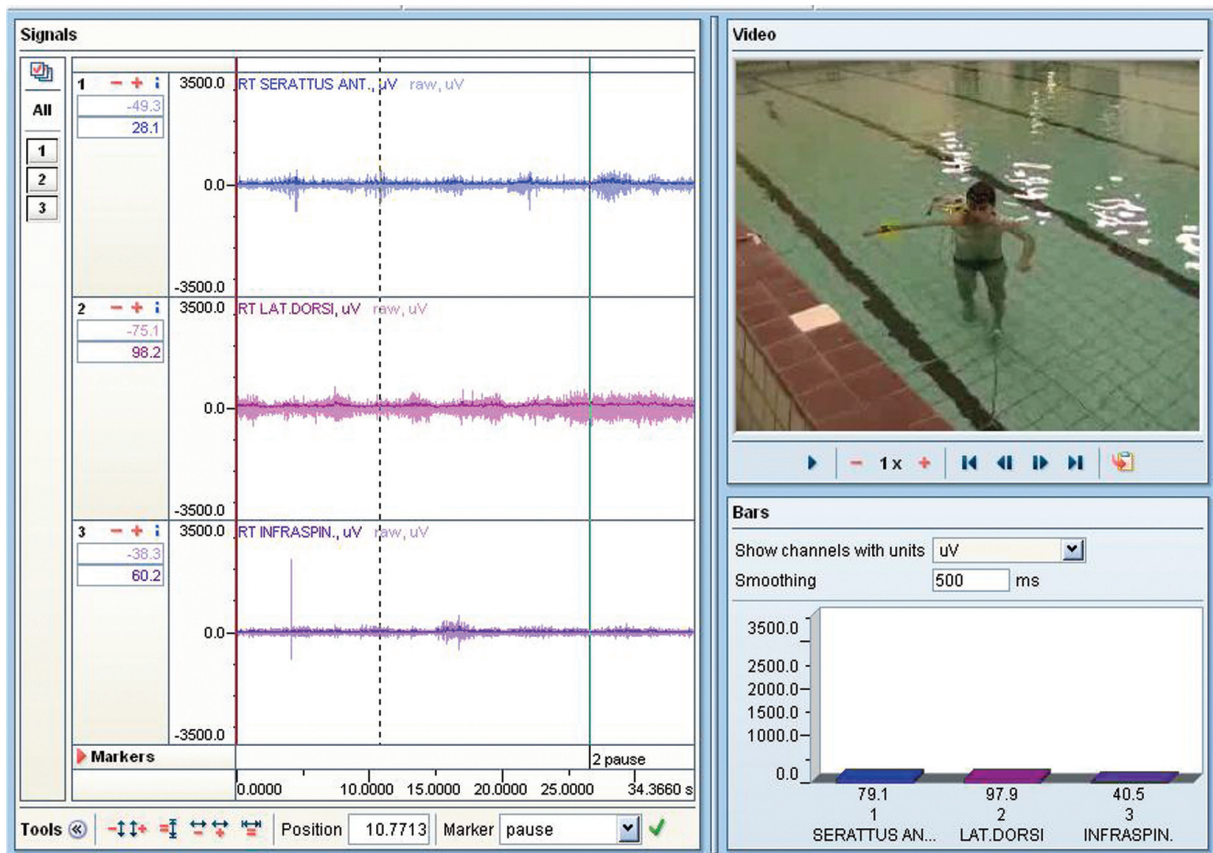 Signals
All
1
2
3
1 − + i
-49.3
28.1
3500.0
0.0
-3500.0
RT SERATTUS ANT., uV raw, uV
2 − + i
-75.1
98.2
3500.0
0.0
-3500.0
RT LAT.DORSI, uV raw, uV
3 − + i
-38.3
60.2
3500.0
0.0
-3500.0
RT INFRASPIN., uV raw, uV
Markers
2 pause
0.0000 10.0000 15.0000 20.0000 25.0000 34.3660 s
Tools Position 10.7713 Marker pause
Video
− 1x +
Bars
Show channels with units uV
Smoothing 500 ms
3500.0
2500.0
2000.0
1500.0
1000.0
0.0
79.1 97.9 40.5
1 2 3
SERATTUS AN... LAT.DORSI INFRASPIN.